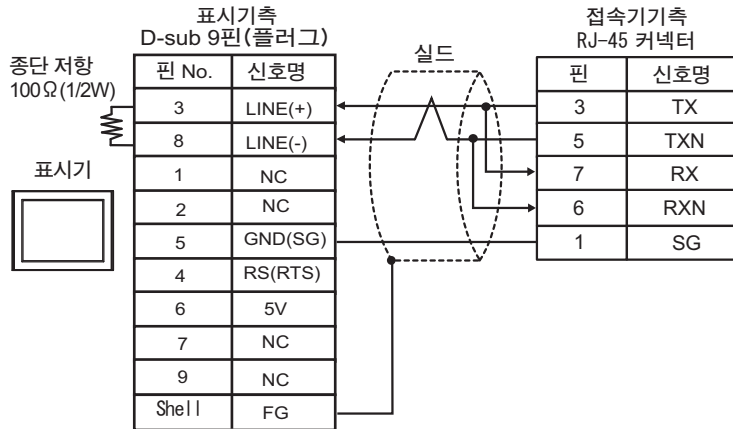 표시기측
D-sub 9핀(플러그)
접속기기측
RJ-45 커넥터
실드
종단 저항
100Ω(1/2W)
표시기
핀 No. 신호명
3 LINE(+)
8 LINE(-)
1 NC
2 NC
5 GND(SG)
4 RS(RTS)
6 5V
7 NC
9 NC
Shell FG
핀 신호명
3 TX
5 TXN
7 RX
6 RXN
1 SG